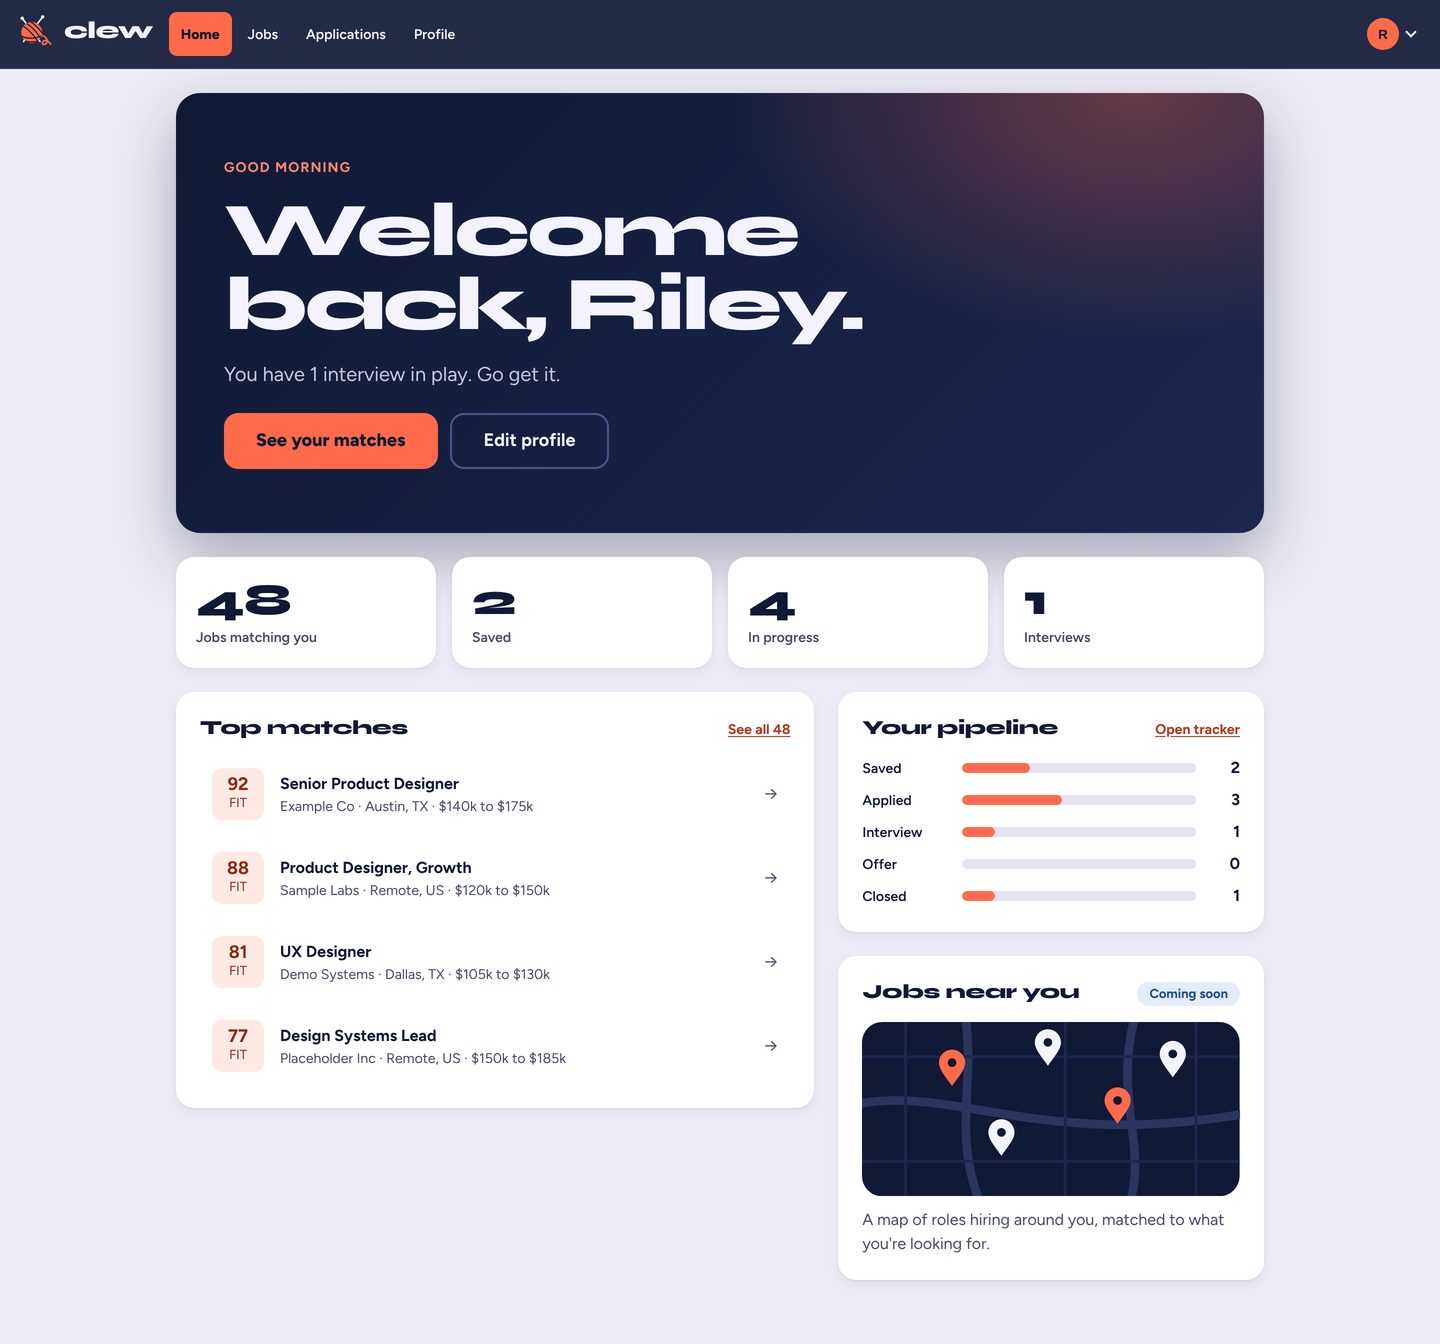 clew
Home
Jobs
Applications
Profile
R
GOOD MORNING
Welcome
back, Riley.
You have 1 interview in play. Go get it.
See your matches
Edit profile
48
Jobs matching you
2
Saved
4
In progress
1
Interviews
Top matches
See all 48
92
FIT
Senior Product Designer
Example Co · Austin, TX · $140k to $175k
88
FIT
Product Designer, Growth
Sample Labs · Remote, US · $120k to $150k
81
FIT
UX Designer
Demo Systems · Dallas, TX · $105k to $130k
77
FIT
Design Systems Lead
Placeholder Inc · Remote, US · $150k to $185k
Your pipeline
Open tracker
Saved 2
Applied 3
Interview 1
Offer 0
Closed 1
Jobs near you
Coming soon
A map of roles hiring around you, matched to what
you're looking for.